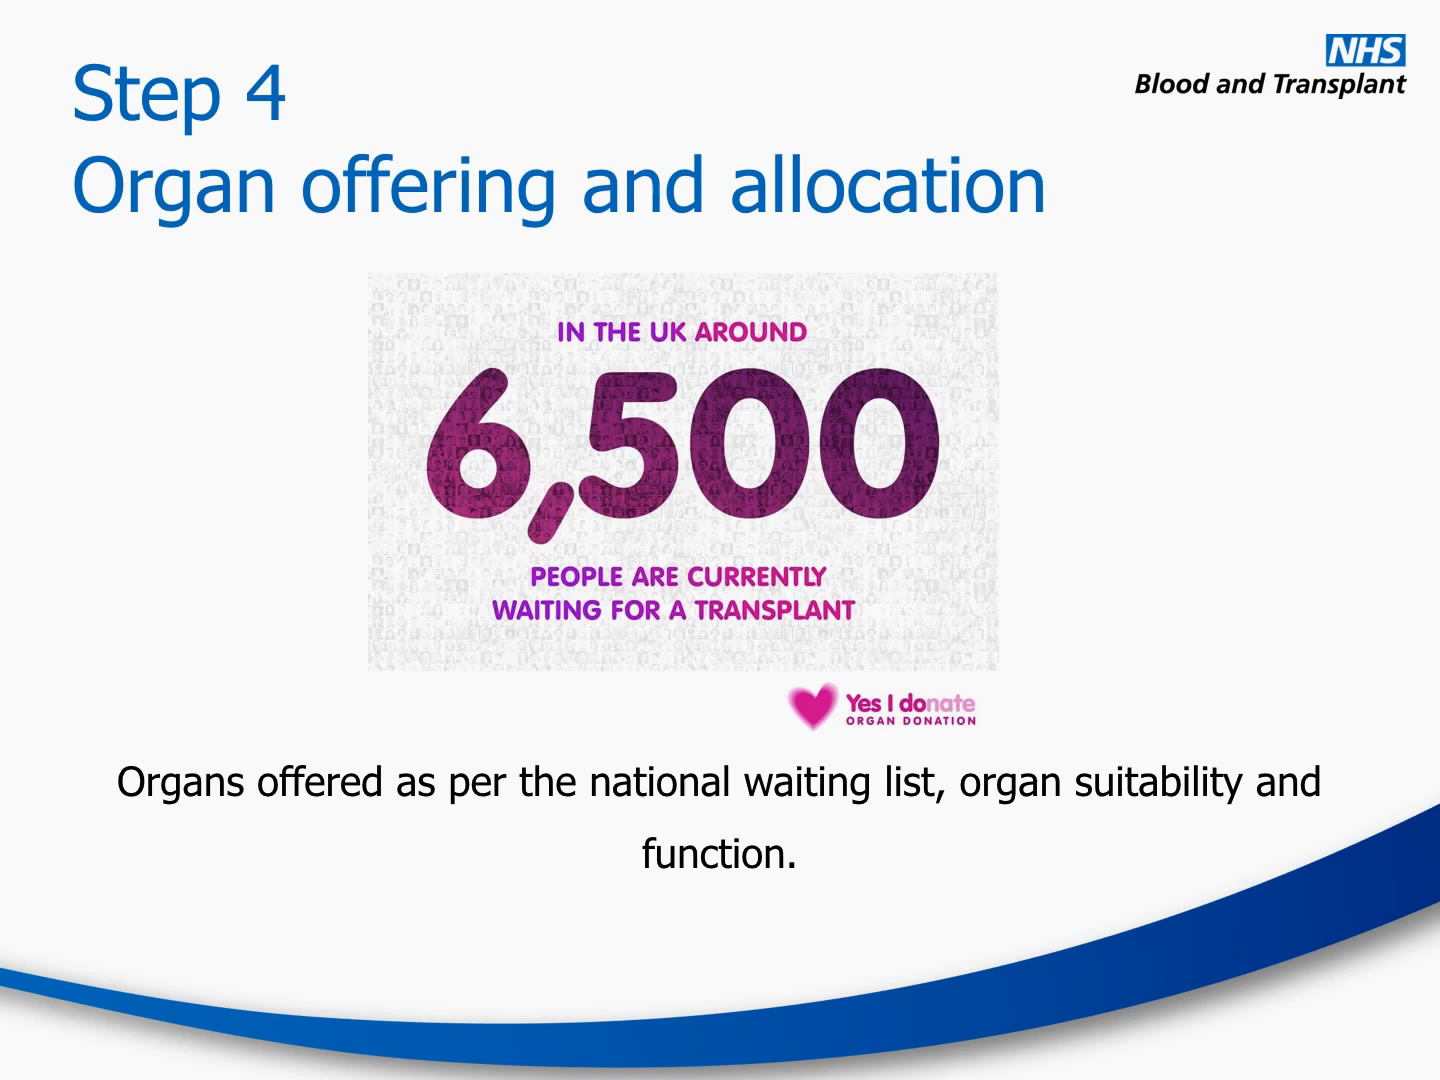 Step 4
Organ offering and allocation
NHS
Blood and Transplant
IN THE UK AROUND
6,500
PEOPLE ARE CURRENTLY
WAITING FOR A TRANSPLANT
Yes I donate
ORGAN DONATION
Organs offered as per the national waiting list, organ suitability and
function.